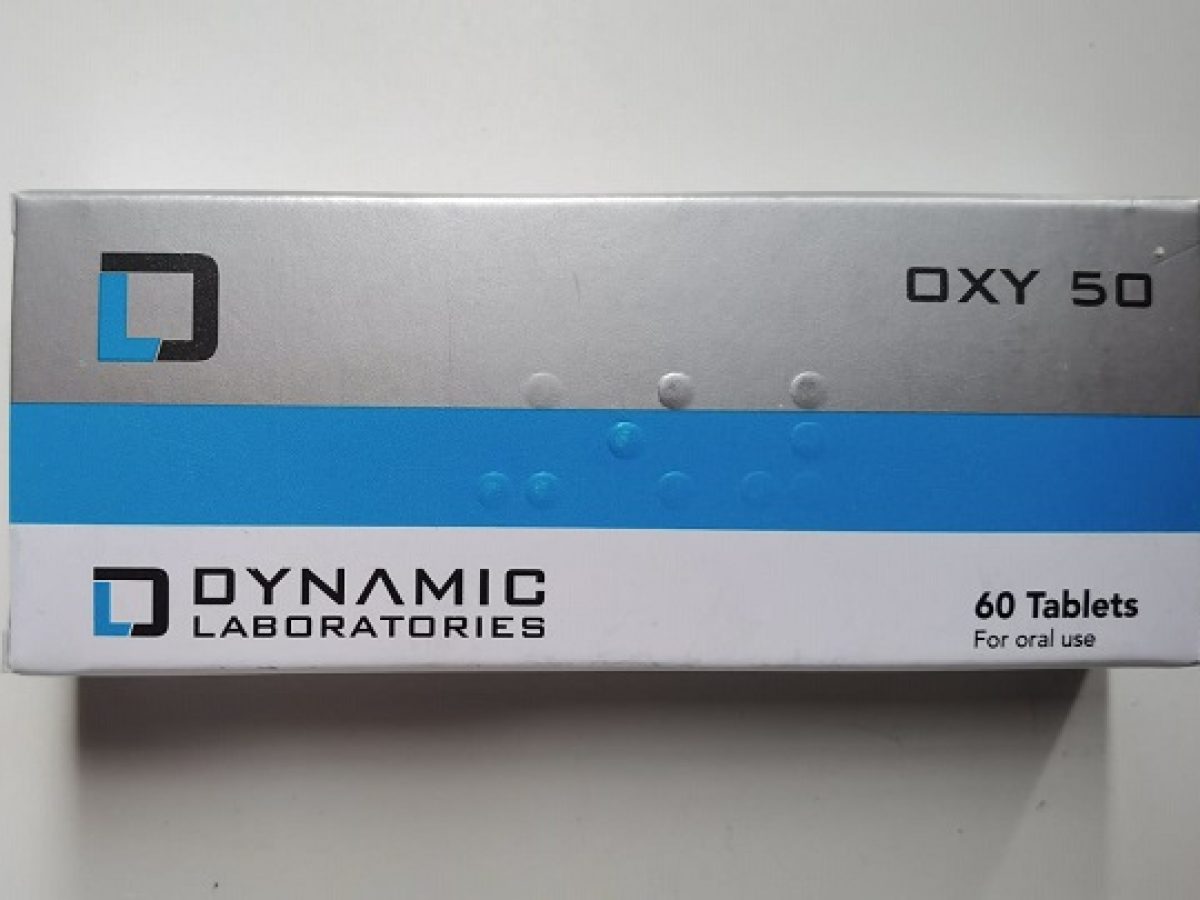 OXY 50
DYNAMIC
LABORATORIES
60 Tablets
For oral use